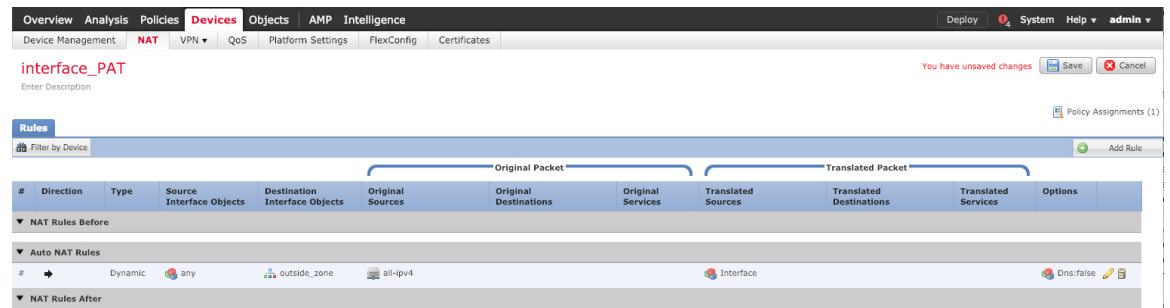 Overview Analysis Policies Devices Objects AMP Intelligence Deploy 4 System Help admin
Device Management NAT VPN QoS Platform Settings FlexConfig Certificates
interface_PAT You have unsaved changes Save Cancel
Enter Description
Policy Assignments (1)
Rules
Filter by Device Add Rule
Original Packet Translated Packet
# Direction Type Source Interface Objects Destination Interface Objects Original Sources Original Destinations Original Services Translated Sources Translated Destinations Translated Services Options
NAT Rules Before
Auto NAT Rules
# Dynamic any outside_zone all-ipv4 Interface Dns:false
NAT Rules After